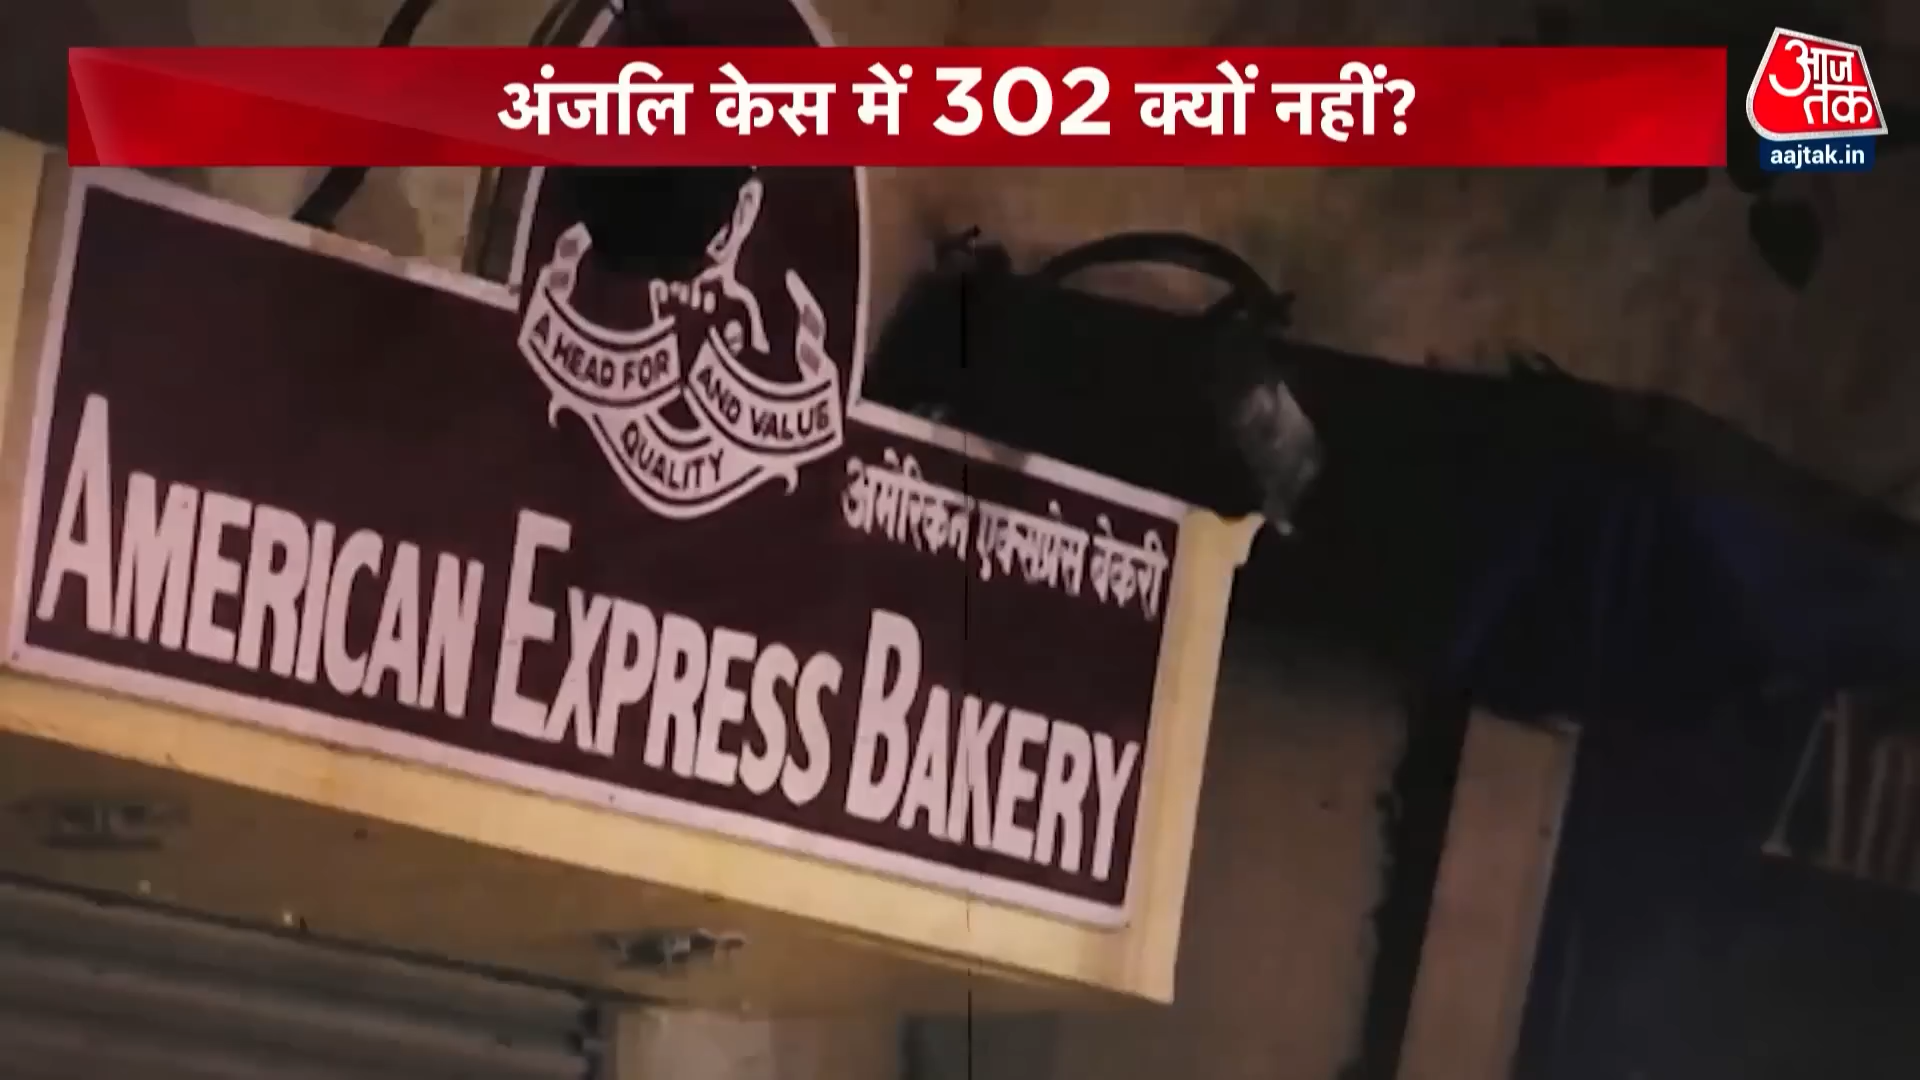 अंजलि केस में 302 क्यों नहीं?
आज
तक
aajtak.in
A HEAD FOR
QUALITY
AND VALUE
अमेरिकन एक्सप्रेस बेकरी
AMERICAN EXPRESS BAKERY